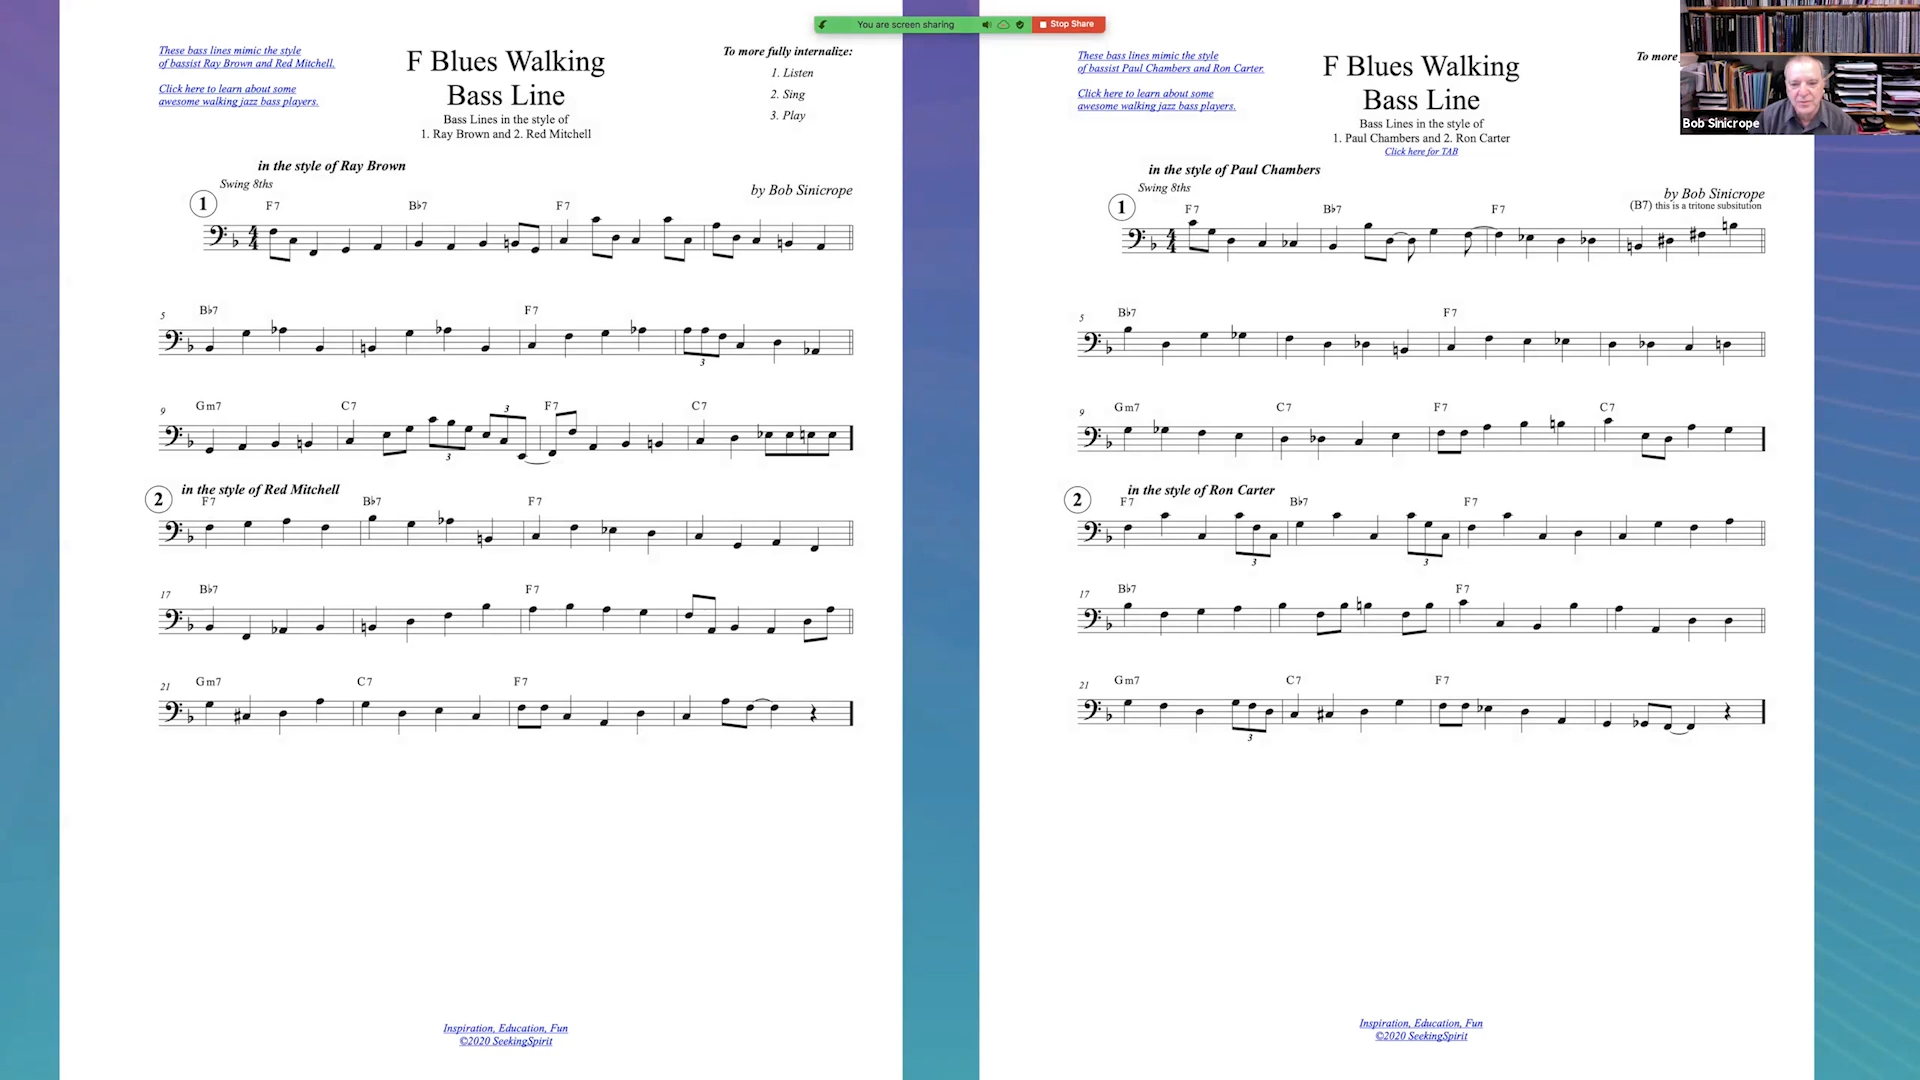 You are screen sharing
Stop Share
These bass lines mimic the style
of bassist Ray Brown and Red Mitchell.
Click here to learn about some
awesome walking jazz bass players.
F Blues Walking
Bass Line
Bass Lines in the style of
1. Ray Brown and 2. Red Mitchell
To more fully internalize:
1. Listen
2. Sing
3. Play
in the style of Ray Brown
Swing 8ths
by Bob Sinicrope
1
F7 B♭7 F7
4
4
5
B♭7 F7
3
9
Gm7 C7 F7 C7
3
3
2
in the style of Red Mitchell
F7 B♭7 F7
17
B♭7 F7
21
Gm7 C7 F7
Inspiration, Education, Fun
©2020 SeekingSpirit
These bass lines mimic the style
of bassist Paul Chambers and Ron Carter.
Click here to learn about some
awesome walking jazz bass players.
F Blues Walking
Bass Line
Bass Lines in the style of
1. Paul Chambers and 2. Ron Carter
Click here for TAB
To more
Bob Sinicrope
in the style of Paul Chambers
Swing 8ths
by Bob Sinicrope
(B7) this is a tritone subsitution
1
F7 B♭7 F7
4
4
5
B♭7 F7
9
Gm7 C7 F7 C7
2
in the style of Ron Carter
F7 B♭7 F7
3
3
17
B♭7 F7
21
Gm7 C7 F7
3
Inspiration, Education, Fun
©2020 SeekingSpirit